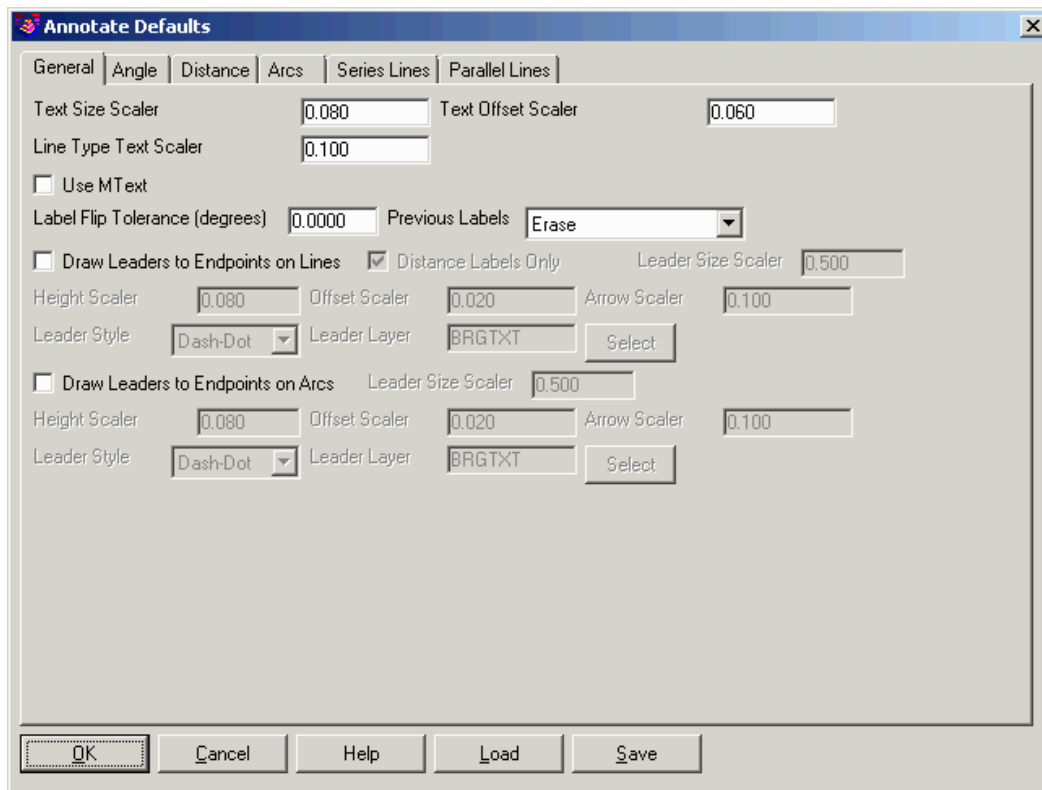 Annotate Defaults
General Angle Distance Arcs Series Lines Parallel Lines
Text Size Scaler 0.080 Text Offset Scaler 0.060
Line Type Text Scaler 0.100
Use MText
Label Flip Tolerance (degrees) 0.0000 Previous Labels Erase
Draw Leaders to Endpoints on Lines Distance Labels Only Leader Size Scaler 0.500
Height Scaler 0.080 Offset Scaler 0.020 Arrow Scaler 0.100
Leader Style Dash-Dot Leader Layer BRGTXT Select
Draw Leaders to Endpoints on Arcs Leader Size Scaler 0.500
Height Scaler 0.080 Offset Scaler 0.020 Arrow Scaler 0.100
Leader Style Dash-Dot Leader Layer BRGTXT Select
OK Cancel Help Load Save